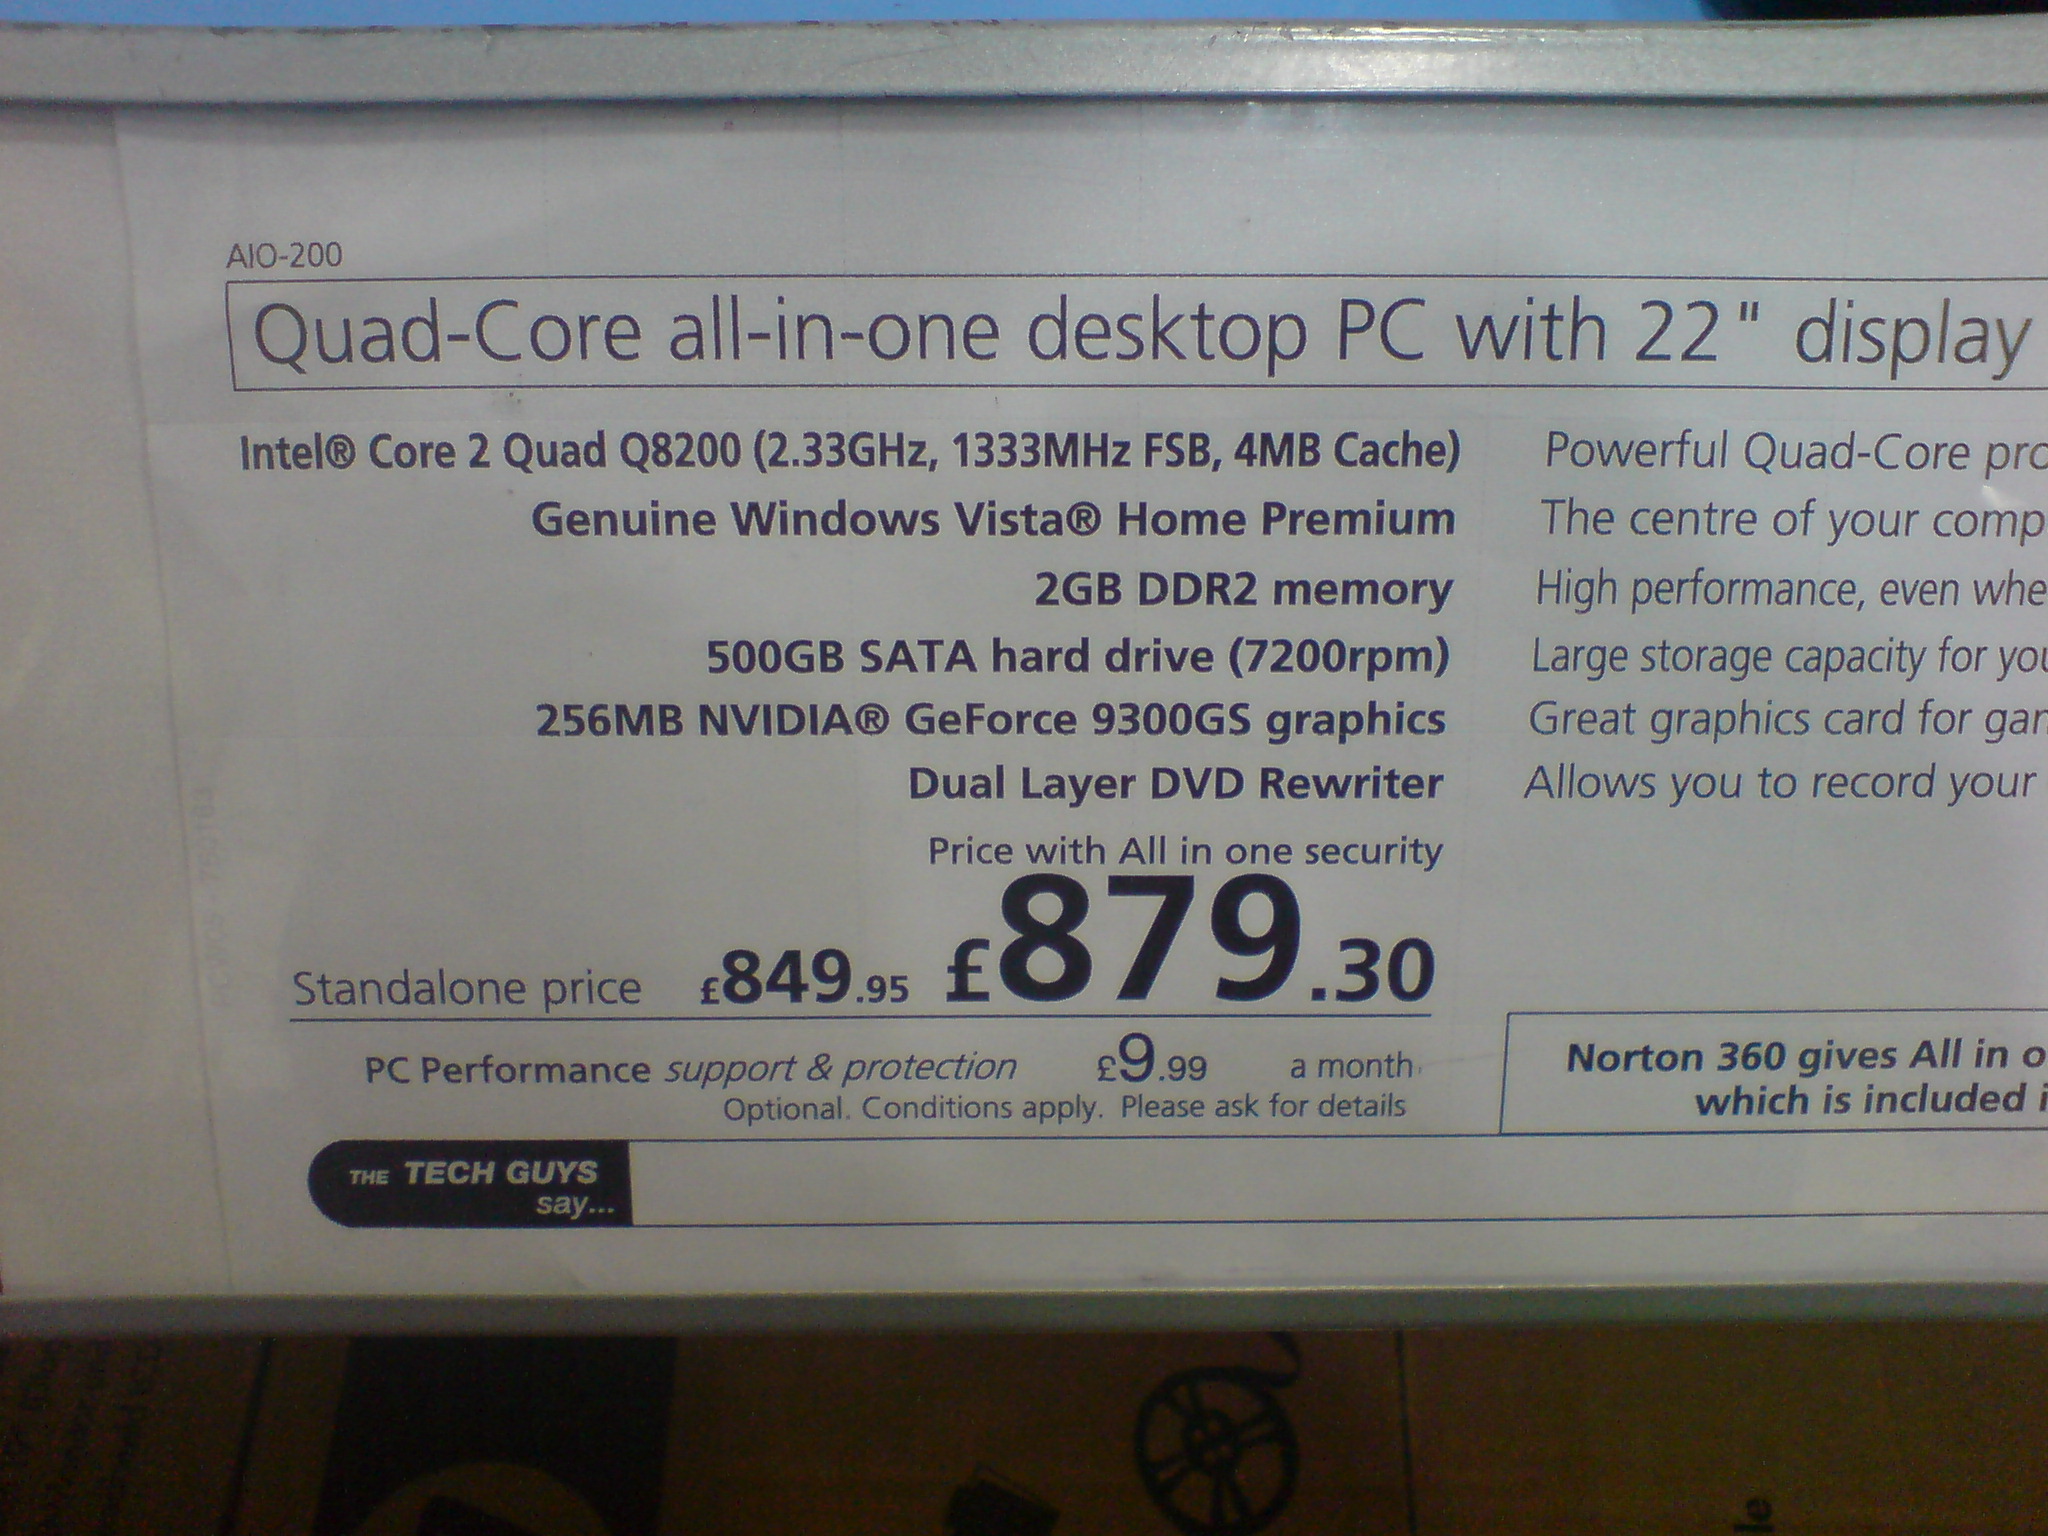 AIO-200
Quad-Core all-in-one desktop PC with 22" display
Intel® Core 2 Quad Q8200 (2.33GHz, 1333MHz FSB, 4MB Cache) Powerful Quad-Core
Genuine Windows Vista® Home Premium The centre of your
2GB DDR2 memory High performance, even
500GB SATA hard drive (7200rpm) Large storage capacity for
256MB NVIDIA® GeForce 9300GS graphics Great graphics card for
Dual Layer DVD Rewriter Allows you to record your
Price with All in one security
Standalone price £849.95 £879.30
PC Performance support & protection £9.99 a month
Optional. Conditions apply. Please ask for details
Norton 360 gives All in
which is included
THE TECH GUYS
say...